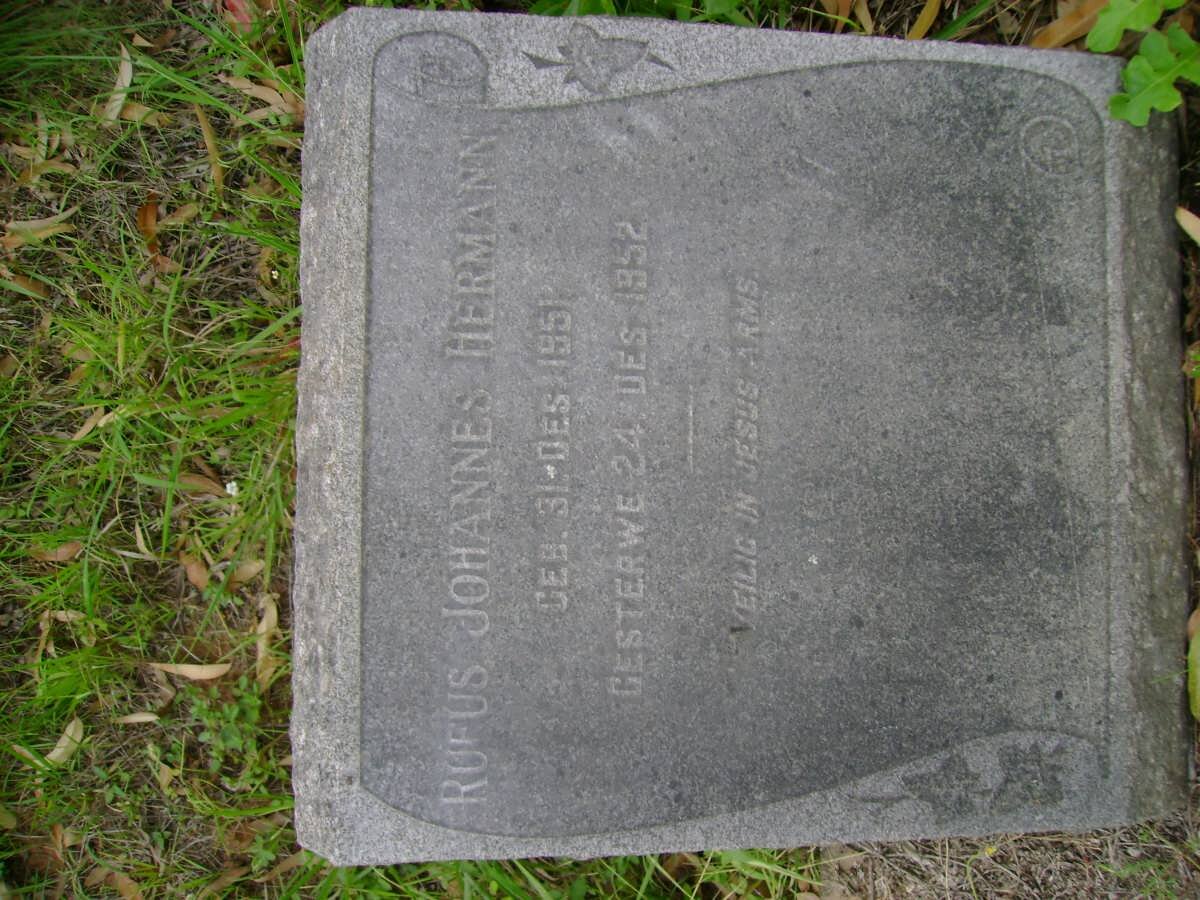 RUFUS JOHANNES HERMANN
GEB. 31 DES. 1951
GESTERWE 24 DES 1952
VEILIG IN JESUS ARMS